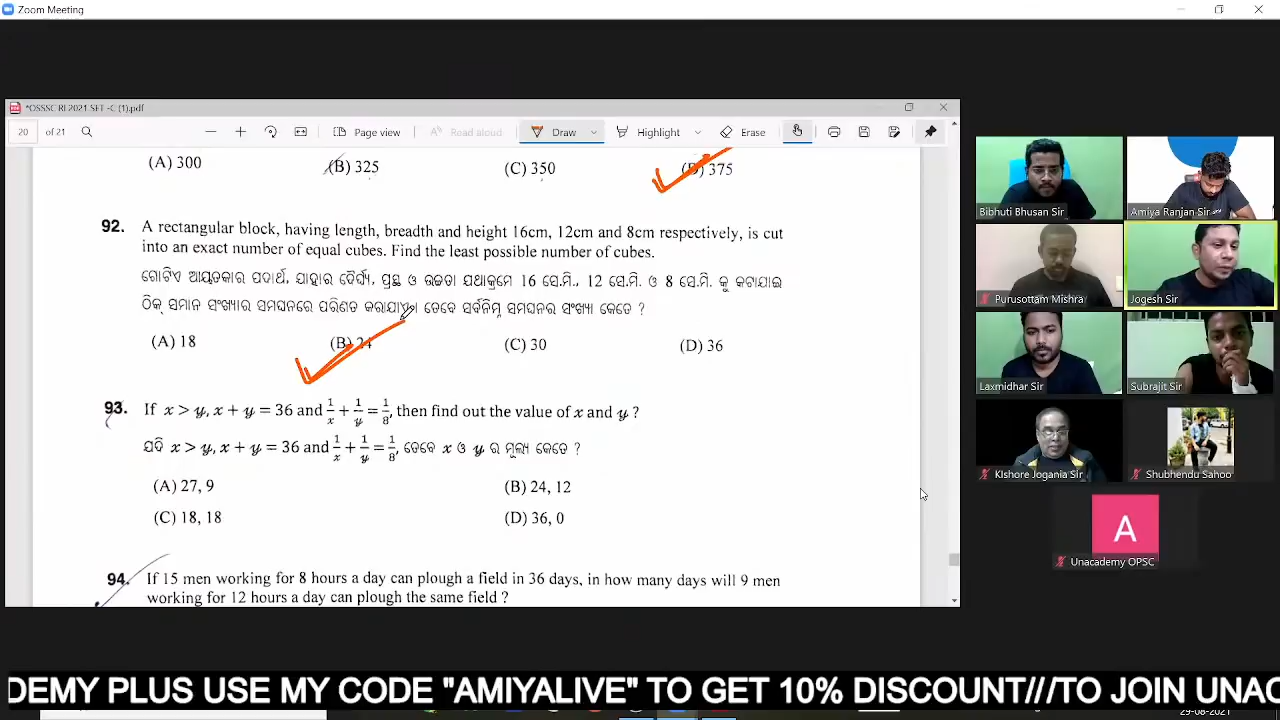 Zoom Meeting
*OSSSC RI 2021 SET -C (1).pdf
20 of 21 Page view Read aloud Draw Highlight Erase
(A) 300 (B) 325 (C) 350 (D) 375
92. A rectangular block, having length, breadth and height 16cm, 12cm and 8cm respectively, is cut
into an exact number of equal cubes. Find the least possible number of cubes.
ଗୋଟିଏ ଆୟତକାର ପଦାର୍ଥ, ଯାହାର ଦୈର୍ଘ୍ୟ, ପ୍ରସ୍ଥ ଓ ଉଚ୍ଚତା ଯଥାକ୍ରମେ 16 ସେ.ମି., 12 ସେ.ମି. ଓ 8 ସେ.ମି. କୁ କଟାଯାଇ
ଠିକ୍ ସମାନ ସଂଖ୍ୟାର ସମଘନରେ ପରିଣତ କରାଯାଏ। ତେବେ ସର୍ବନିମ୍ନ ସମଘନର ସଂଖ୍ୟା କେତେ ?
(A) 18 (B) 24 (C) 30 (D) 36
93. If x > y, x + y = 36 and 1/x + 1/y = 1/8, then find out the value of x and y ?
ଯଦି x > y, x + y = 36 and 1/x + 1/y = 1/8, ତେବେ x ଓ y ର ମୂଲ୍ୟ କେତେ ?
(A) 27, 9 (B) 24, 12
(C) 18, 18 (D) 36, 0
94. If 15 men working for 8 hours a day can plough a field in 36 days, in how many days will 9 men
working for 12 hours a day can plough the same field ?
Bibhuti Bhusan Sir
Amiya Ranjan Sir
Purusottam Mishra
Jogesh Sir
Laxmidhar Sir
Subrajit Sir
KIshore Jogania Sir
Shubhendu Sahoo
A
Unacademy OPSC
DEMY PLUS USE MY CODE "AMIYALIVE" TO GET 10% DISCOUNT///TO JOIN UNAC
29-08-2021